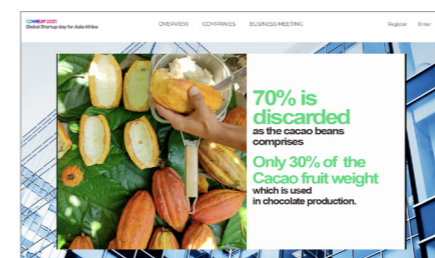 COMEUP 2021
Global Startup day for Asia-Africa
OVERVIEW COMPANIES BUSINESS MEETING
Register Enter
70% is
discarded
as the cacao beans
comprises
Only 30% of the
Cacao fruit weight
which is used
in chocolate production.